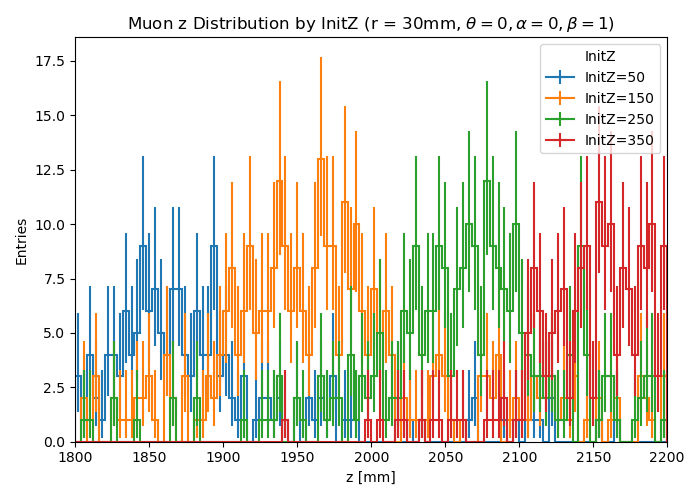 Muon z Distribution by InitZ (r = 30mm, θ = 0, α = 0, β = 1)
17.5
15.0
12.5
10.0
7.5
5.0
2.5
0.0
Entries
InitZ
InitZ=50
InitZ=150
InitZ=250
InitZ=350
1800 1850 1900 1950 2000 2050 2100 2150 2200
z [mm]